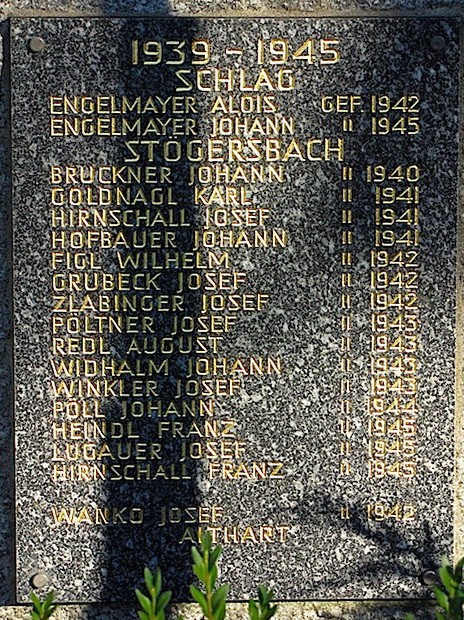 1939 - 1945
SCHLAG
ENGELMAYER ALOIS GEF. 1942
ENGELMAYER JOHANN " 1945
STÖGERSBACH
BRUCKNER JOHANN " 1940
GOLDNAGL KARL " 1941
HIRNSCHALL JOSEF " 1941
HOFBAUER JOHANN " 1941
FIGL WILHELM " 1942
GRUBECK JOSEF " 1942
ZLABINGER JOSEF " 1942
PÖLTNER JOSEF " 1943
REDL AUGUST " 1943
WIDHALM JOHANN " 1943
WINKLER JOSEF " 1943
PÖLL JOHANN " 1944
HEINDL FRANZ " 1945
LUGAUER JOSEF " 1945
HIRNSCHALL FRANZ " 1945
WANKO JOSEF " 1942
ALTHART